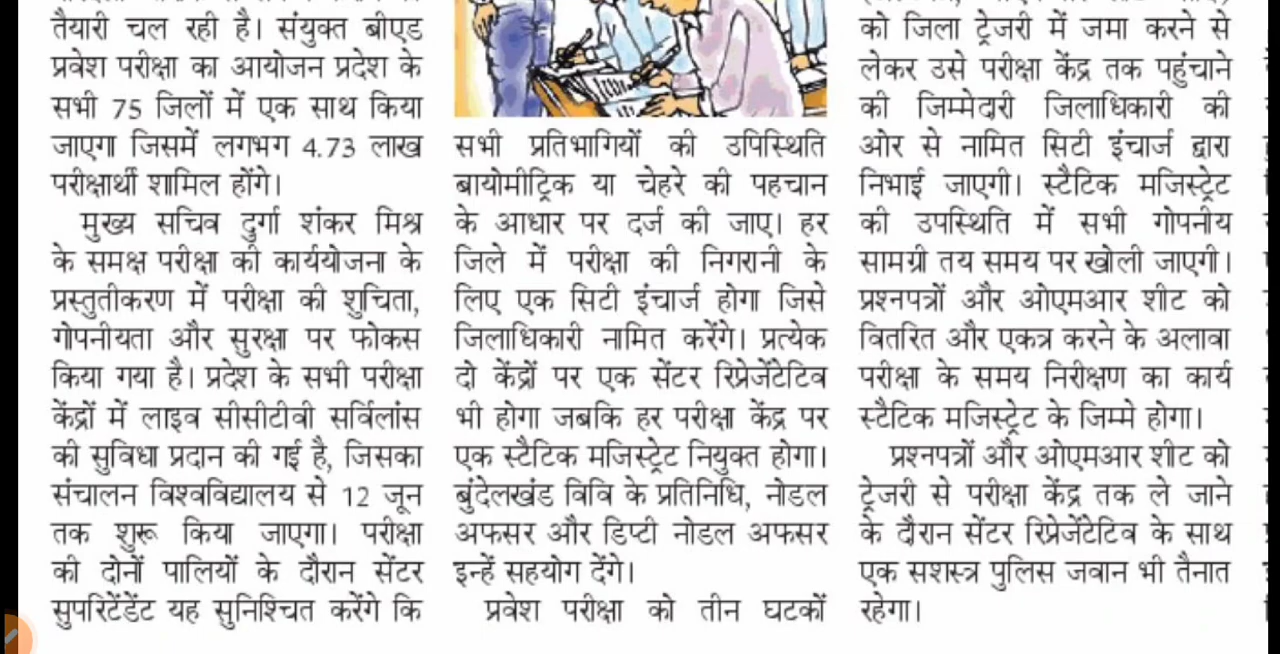 तैयारी चल रही है। संयुक्त बीएड
प्रवेश परीक्षा का आयोजन प्रदेश के
सभी 75 जिलों में एक साथ किया
जाएगा जिसमें लगभग 4.73 लाख
परीक्षार्थी शामिल होंगे।
मुख्य सचिव दुर्गा शंकर मिश्र
के समक्ष परीक्षा की कार्ययोजना के
प्रस्तुतीकरण में परीक्षा की शुचिता,
गोपनीयता और सुरक्षा पर फोकस
किया गया है। प्रदेश के सभी परीक्षा
केंद्रों में लाइव सीसीटीवी सर्विलांस
की सुविधा प्रदान की गई है, जिसका
संचालन विश्वविद्यालय से 12 जून
तक शुरू किया जाएगा। परीक्षा
की दोनों पालियों के दौरान सेंटर
सुपरिटेंडेंट यह सुनिश्चित करेंगे कि
सभी प्रतिभागियों की उपिस्थिति
बायोमीट्रिक या चेहरे की पहचान
के आधार पर दर्ज की जाए। हर
जिले में परीक्षा की निगरानी के
लिए एक सिटी इंचार्ज होगा जिसे
जिलाधिकारी नामित करेंगे। प्रत्येक
दो केंद्रों पर एक सेंटर रिप्रेजेंटेटिव
भी होगा जबकि हर परीक्षा केंद्र पर
एक स्टैटिक मजिस्ट्रेट नियुक्त होगा।
बुंदेलखंड विवि के प्रतिनिधि, नोडल
अफसर और डिप्टी नोडल अफसर
इन्हें सहयोग देंगे।
प्रवेश परीक्षा को तीन घटकों
को जिला ट्रेजरी में जमा करने से
लेकर उसे परीक्षा केंद्र तक पहुंचाने
की जिम्मेदारी जिलाधिकारी की
ओर से नामित सिटी इंचार्ज द्वारा
निभाई जाएगी। स्टैटिक मजिस्ट्रेट
की उपस्थिति में सभी गोपनीय
सामग्री तय समय पर खोली जाएगी।
प्रश्नपत्रों और ओएमआर शीट को
वितरित और एकत्र करने के अलावा
परीक्षा के समय निरीक्षण का कार्य
स्टैटिक मजिस्ट्रेट के जिम्मे होगा।
प्रश्नपत्रों और ओएमआर शीट को
ट्रेजरी से परीक्षा केंद्र तक ले जाने
के दौरान सेंटर रिप्रेजेंटेटिव के साथ
एक सशस्त्र पुलिस जवान भी तैनात
रहेगा।